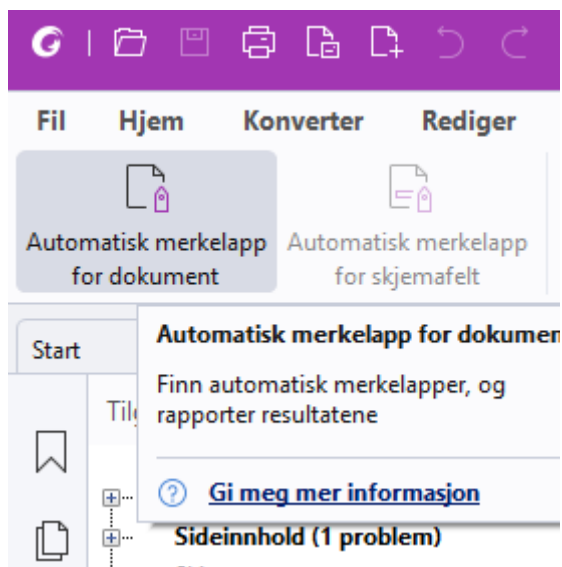 Fil Hjem Konverter Rediger
Automatisk merkelapp
for dokument
Automatisk merkelapp
for skjemafelt
Start
Automatisk merkelapp for dokumen
Finn automatisk merkelapper, og
rapporter resultatene
Gi meg mer informasjon
Sideinnhold (1 problem)